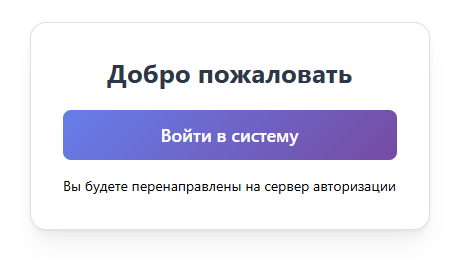 Добро пожаловать
Войти в систему
Вы будете перенаправлены на сервер авторизации